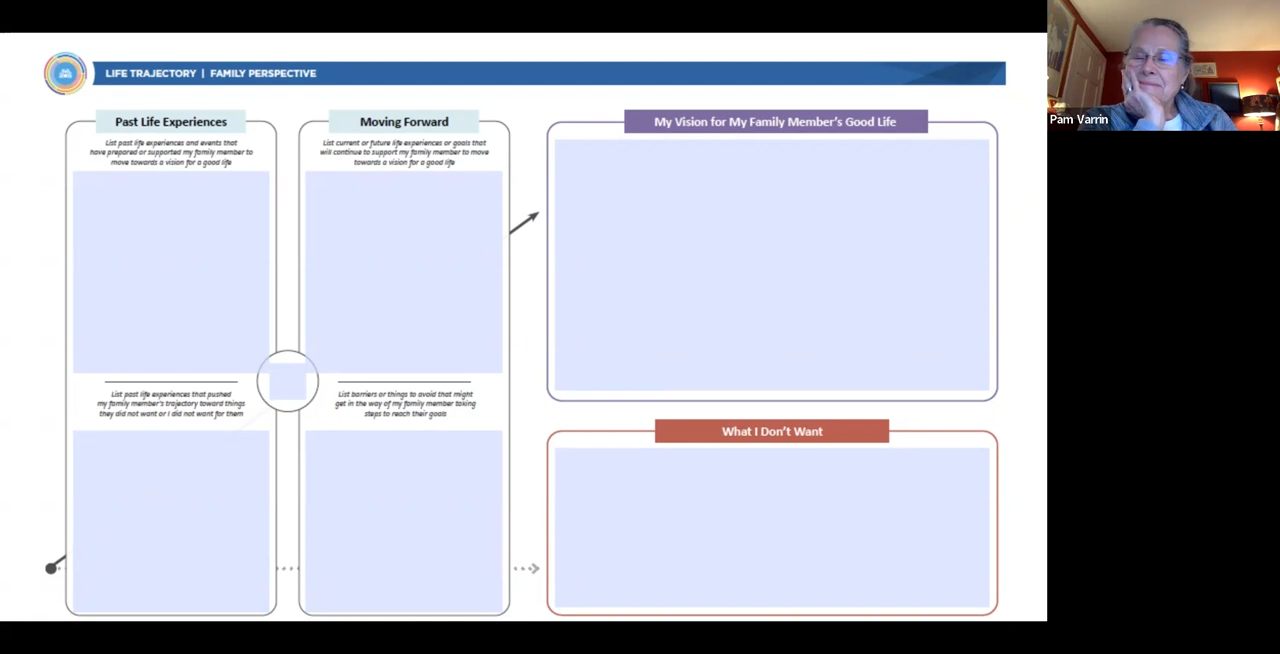 LIFE TRAJECTORY | FAMILY PERSPECTIVE
Past Life Experiences
List past life experiences and events that
have prepared or supported my family member to
move towards a vision for a good life
List past life experiences that pushed
my family member's trajectory toward things
they did not want or I did not want for them
Moving Forward
List current or future life experiences or goals that
will continue to support my family member to move
towards a vision for a good life
List barriers or things to avoid that might
get in the way of my family member taking
steps to reach their goals
My Vision for My Family Member's Good Life
What I Don't Want
Pam Varrin